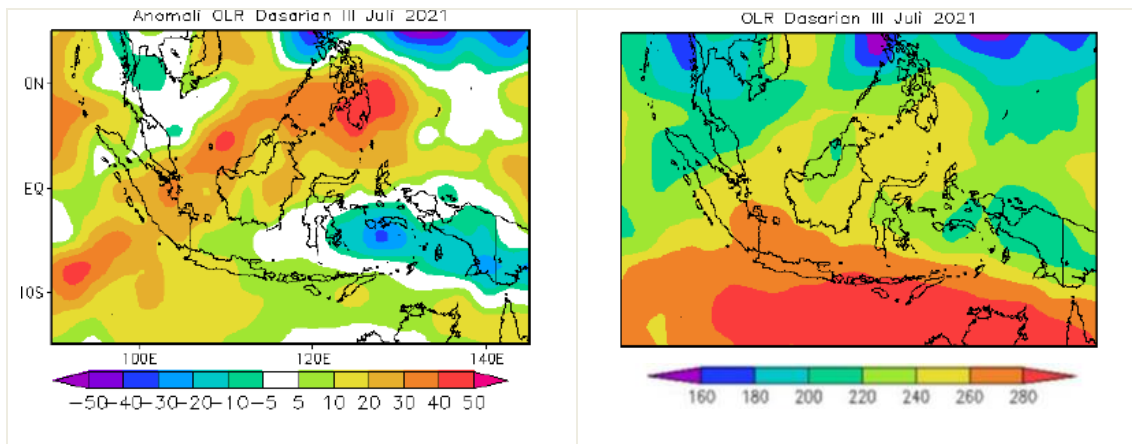 Anomali OLR Dasarian III Juli 2021
0N
EQ
10S
100E 120E 140E
-50-40-30-20-10-5 5 10 20 30 40 50
OLR Dasarian III Juli 2021
160 180 200 220 240 260 280